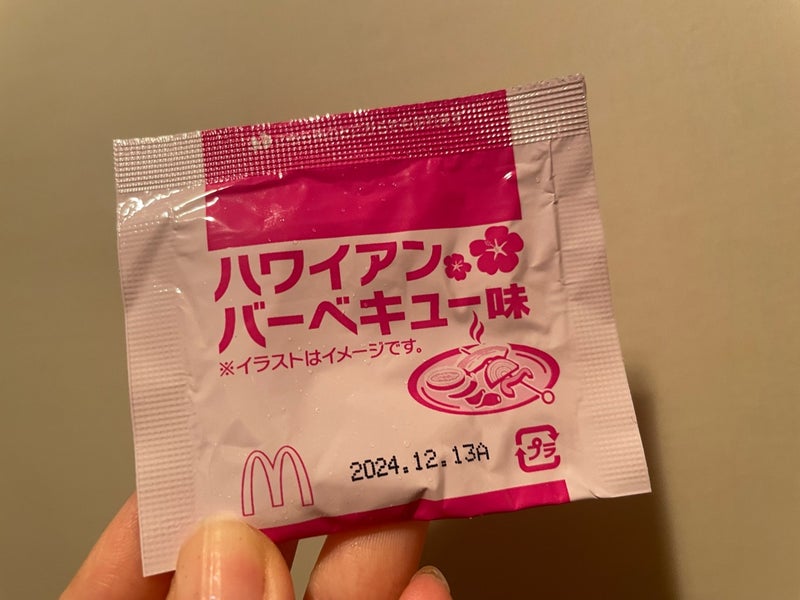 ハワイアン
バーベキュー味
※イラストはイメージです。
2024.12.13A
プラ